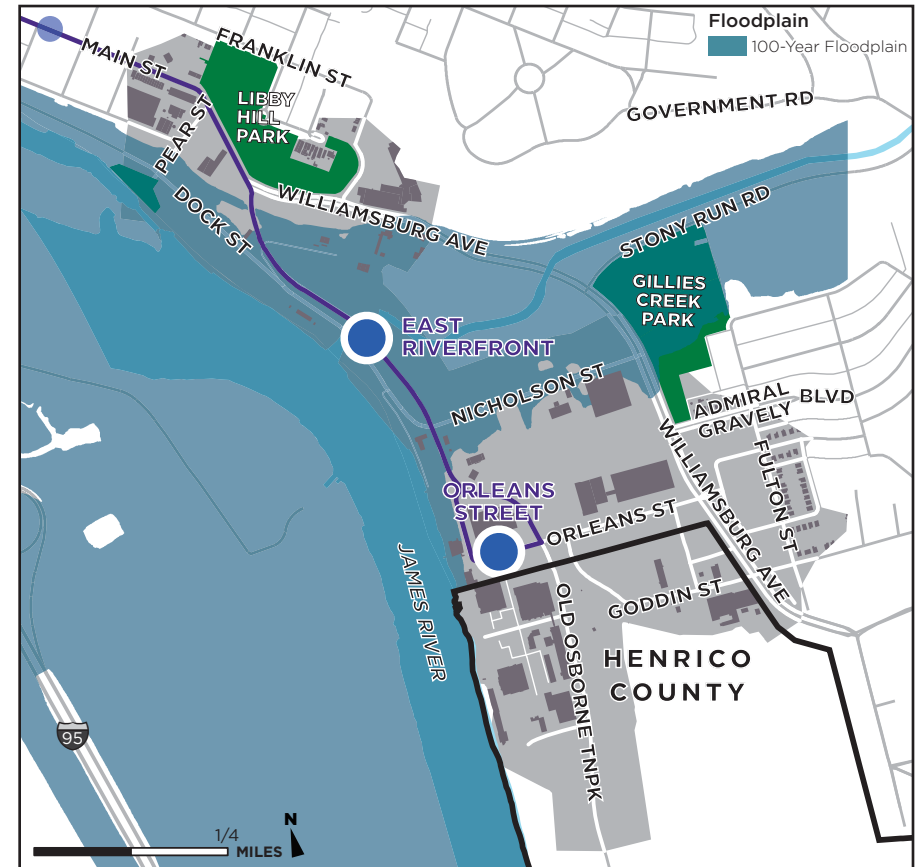 Floodplain
100-Year Floodplain
MAIN ST
FRANKLIN ST
PEAR ST
LIBBY
HILL
PARK
GOVERNMENT RD
DOCK ST
WILLIAMSBURG AVE
STONY RUN RD
GILLIES
CREEK
PARK
EAST
RIVERFRONT
NICHOLSON ST
ADMIRAL
GRAVELY
BLVD
WILLIAMSBURG AVE
FULTON ST
ORLEANS
STREET
ORLEANS ST
JAMES RIVER
OLD OSBORNE TNPK
GODDIN ST
HENRICO
COUNTY
95
1/4
MILES
N